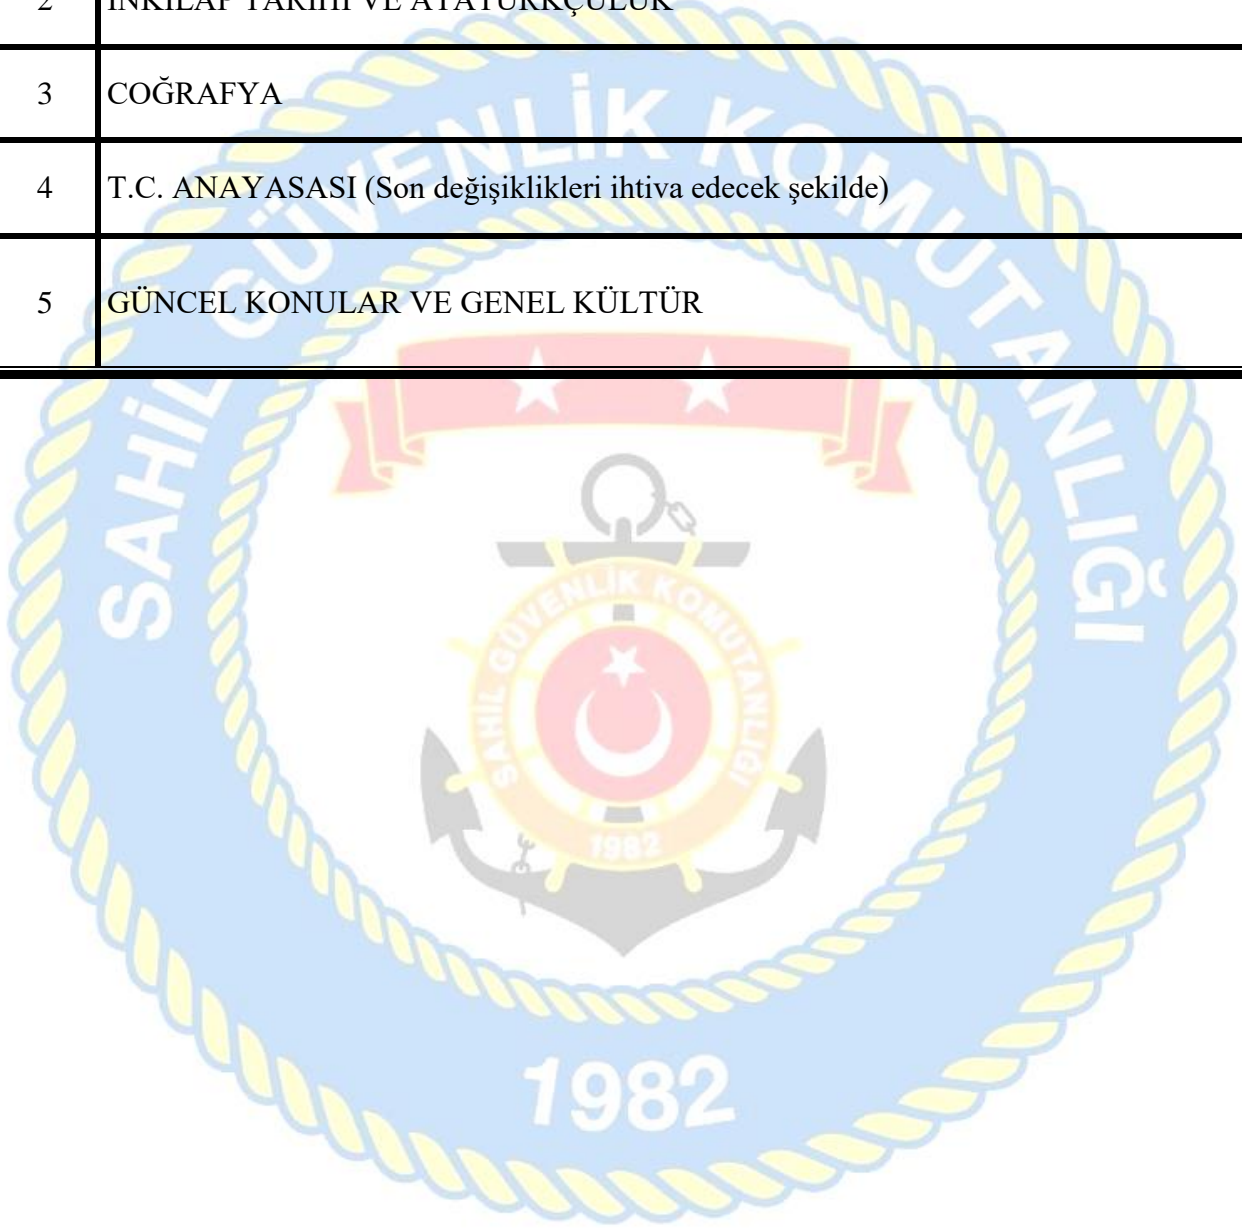 2 İNKILAP TARİHİ VE ATATÜRKÇÜLÜK
3 COĞRAFYA
4 T.C. ANAYASASI (Son değişiklikleri ihtiva edecek şekilde)
5 GÜNCEL KONULAR VE GENEL KÜLTÜR
SAHİL GÜVENLİK KOMUTANLIĞI
SAHİL GÜVENLİK KOMUTANLIĞI
1982
1982